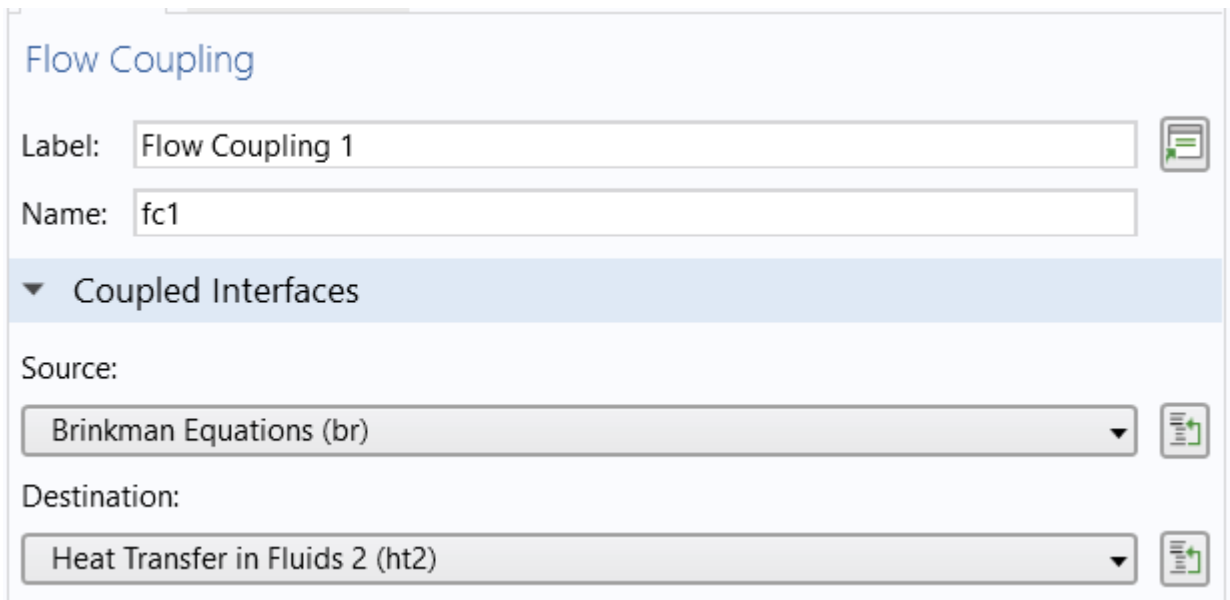 Flow Coupling
Label: Flow Coupling 1
Name: fc1
Coupled Interfaces
Source:
Brinkman Equations (br)
Destination:
Heat Transfer in Fluids 2 (ht2)